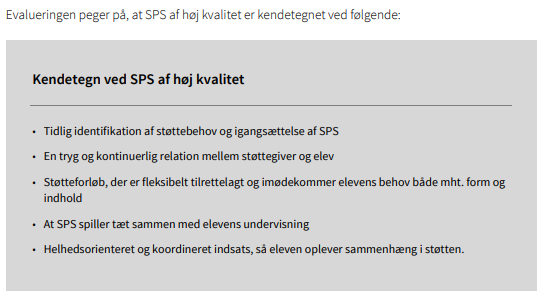 Evalueringen peger på, at SPS af høj kvalitet er kendetegnet ved følgende:
Kendetegn ved SPS af høj kvalitet
• Tidlig identifikation af støttebehov og igangsættelse af SPS
• En tryg og kontinuerlig relation mellem støttegiver og elev
• Støtteforløb, der er fleksibelt tilrettelagt og imødekommer elevens behov både mht. form og
indhold
• At SPS spiller tæt sammen med elevens undervisning
• Helhedsorienteret og koordineret indsats, så eleven oplever sammenhæng i støtten.